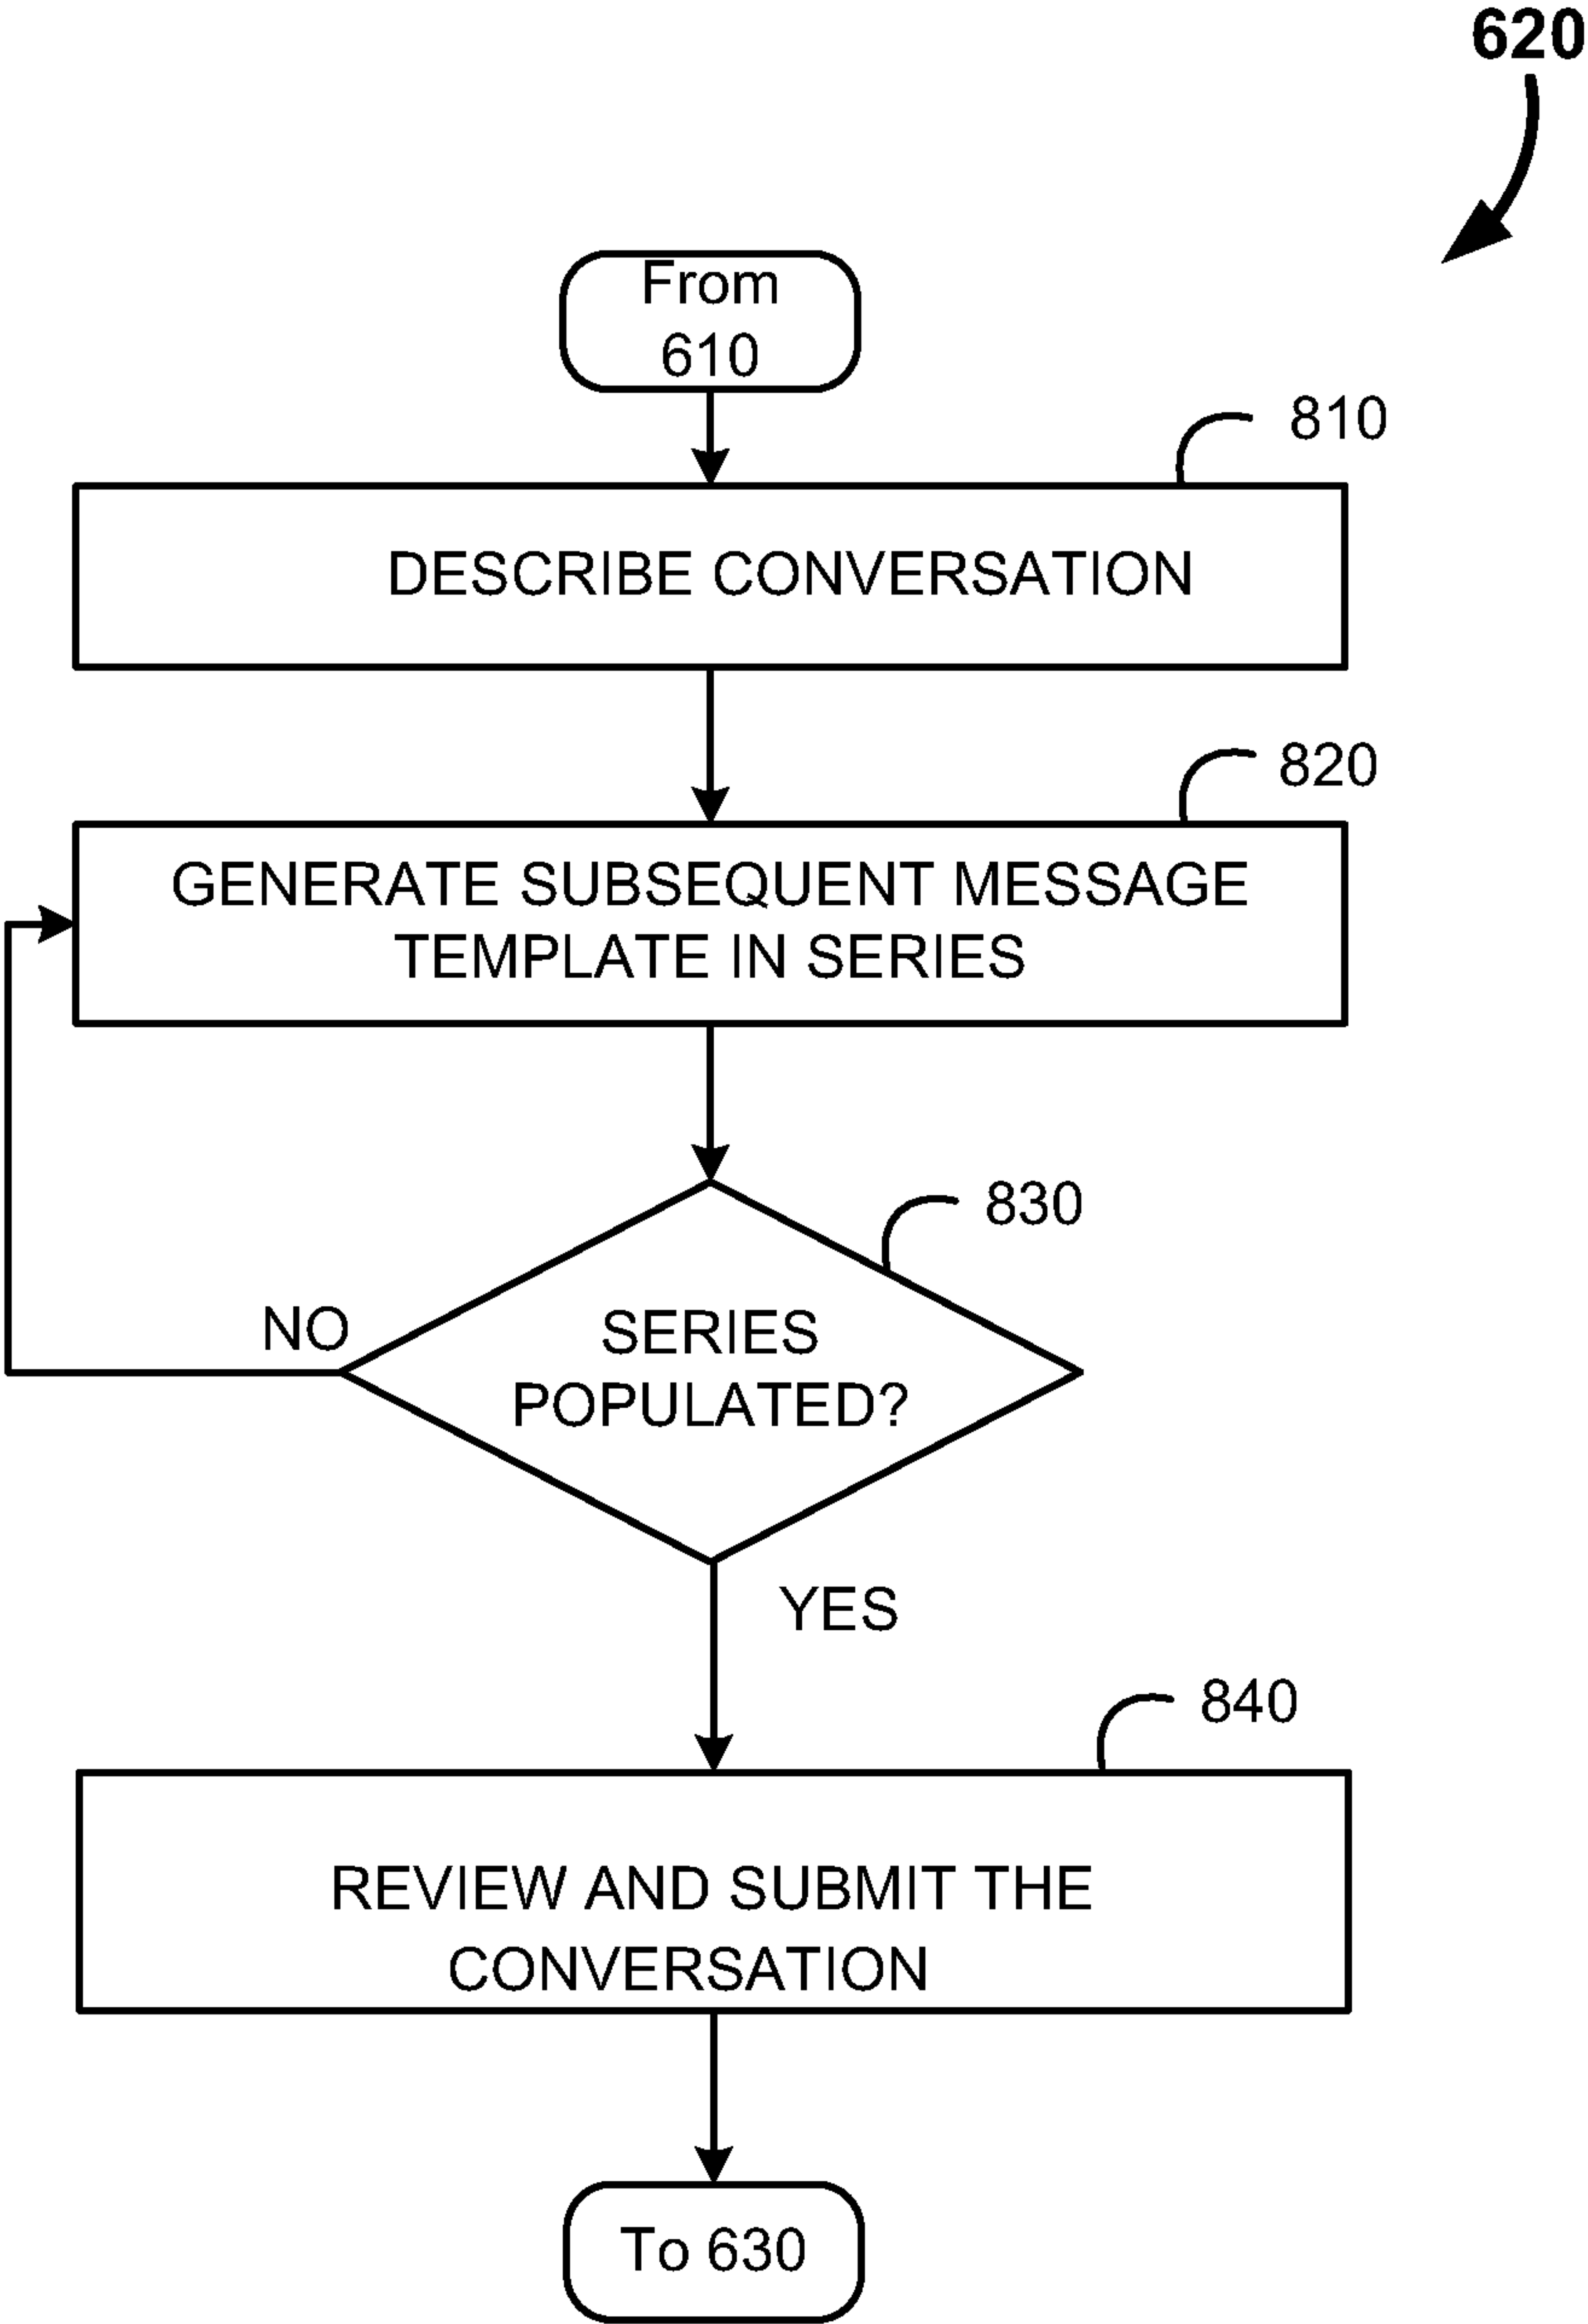 620
From
610
810
DESCRIBE CONVERSATION
820
GENERATE SUBSEQUENT MESSAGE
TEMPLATE IN SERIES
830
NO
SERIES
POPULATED?
YES
840
REVIEW AND SUBMIT THE
CONVERSATION
To 630